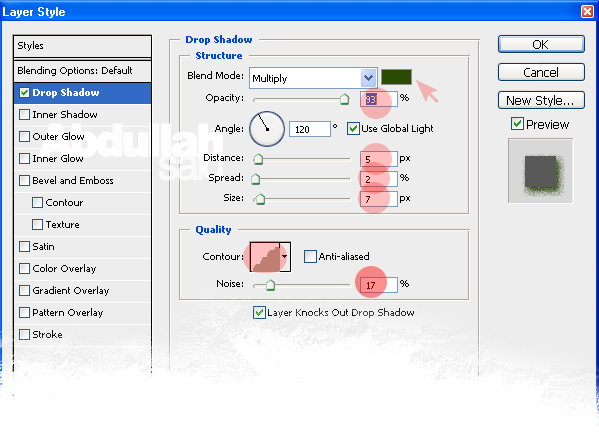 Layer Style
Styles
Blending Options: Default
Drop Shadow
Inner Shadow
Outer Glow
Inner Glow
Bevel and Emboss
Contour
Texture
Satin
Color Overlay
Gradient Overlay
Pattern Overlay
Stroke
Abdullah
Drop Shadow
Structure
Blend Mode: Multiply
Opacity: 93 %
Angle: 120 ° Use Global Light
Distance: 5 px
Spread: 2 %
Size: 7 px
Quality
Contour: Anti-aliased
Noise: 17 %
Layer Knocks Out Drop Shadow
OK
Cancel
New Style...
Preview